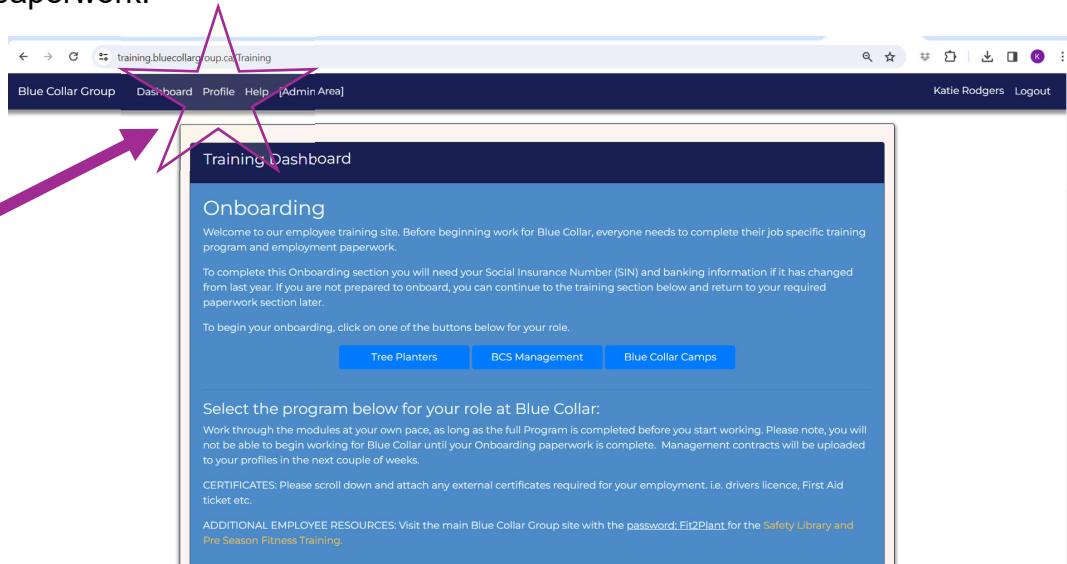 paperwork.
training.bluecollargroup.ca/Training
K
Blue Collar Group Dashboard Profile Help [Admin Area] Katie Rodgers Logout
Training Dashboard
Onboarding
Welcome to our employee training site. Before beginning work for Blue Collar, everyone needs to complete their job specific training
program and employment paperwork.
To complete this Onboarding section you will need your Social Insurance Number (SIN) and banking information if it has changed
from last year. If you are not prepared to onboard, you can continue to the training section below and return to your required
paperwork section later.
To begin your onboarding, click on one of the buttons below for your role.
Tree Planters BCS Management Blue Collar Camps
Select the program below for your role at Blue Collar:
Work through the modules at your own pace, as long as the full Program is completed before you start working. Please note, you will
not be able to begin working for Blue Collar until your Onboarding paperwork is complete. Management contracts will be uploaded
to your profiles in the next couple of weeks.
CERTIFICATES: Please scroll down and attach any external certificates required for your employment. i.e. drivers licence, First Aid
ticket etc.
ADDITIONAL EMPLOYEE RESOURCES: Visit the main Blue Collar Group site with the password: Fit2Plant for the Safety Library and
Pre Season Fitness Training.